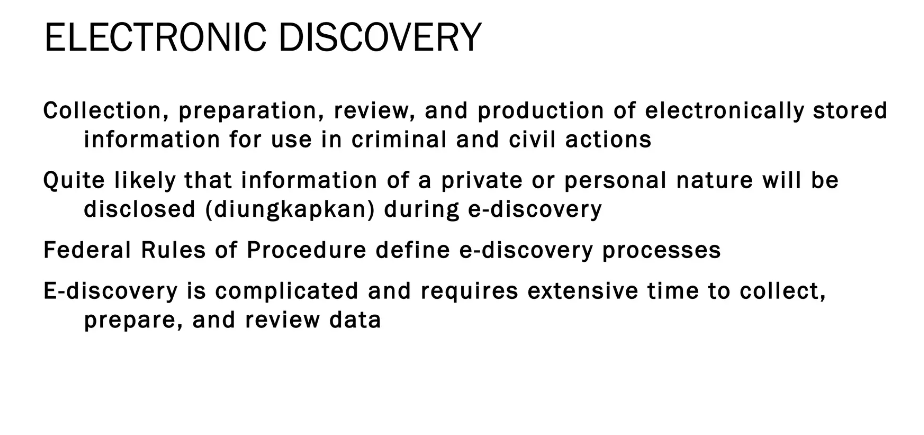 ELECTRONIC DISCOVERY
Collection, preparation, review, and production of electronically stored
information for use in criminal and civil actions
Quite likely that information of a private or personal nature will be
disclosed (diungkapkan) during e-discovery
Federal Rules of Procedure define e-discovery processes
E-discovery is complicated and requires extensive time to collect,
prepare, and review data